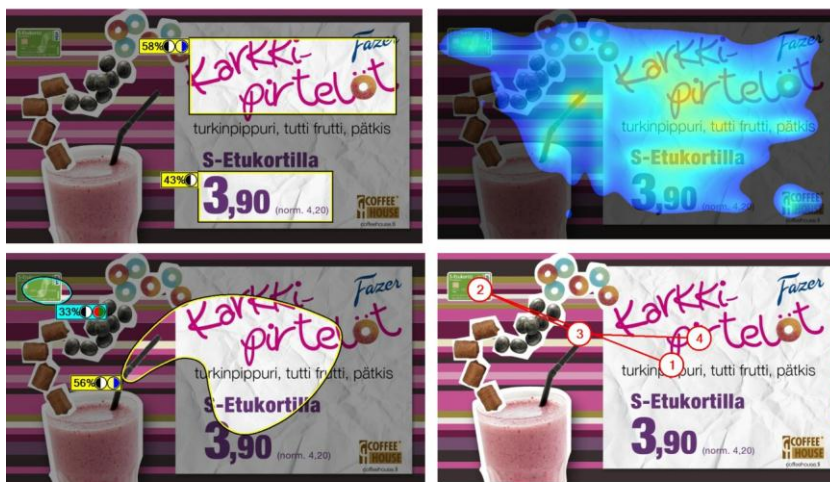 58%
Fazer
Karkki-
pirtelöt
turkinpippuri, tutti frutti, pätkis
S-Etukortilla
43%
3,90 (norm. 4,20)
COFFEE
HOUSE
coffeehouse.fi
Fazer
Karkki-
pirtelöt
turkinpippuri, tutti frutti, pätkis
S-Etukortilla
3,90 (norm. 4,20)
COFFEE
HOUSE
coffeehouse.fi
33%
Fazer
Karkki-
pirtelöt
turkinpippuri, tutti frutti, pätkis
56%
S-Etukortilla
3,90 (norm. 4,20)
COFFEE
HOUSE
coffeehouse.fi
2
Fazer
3
Karkki-
pirtelöt
4
1
turkinpippuri, tutti frutti, pätkis
S-Etukortilla
3,90 (norm. 4,20)
COFFEE
HOUSE
coffeehouse.fi